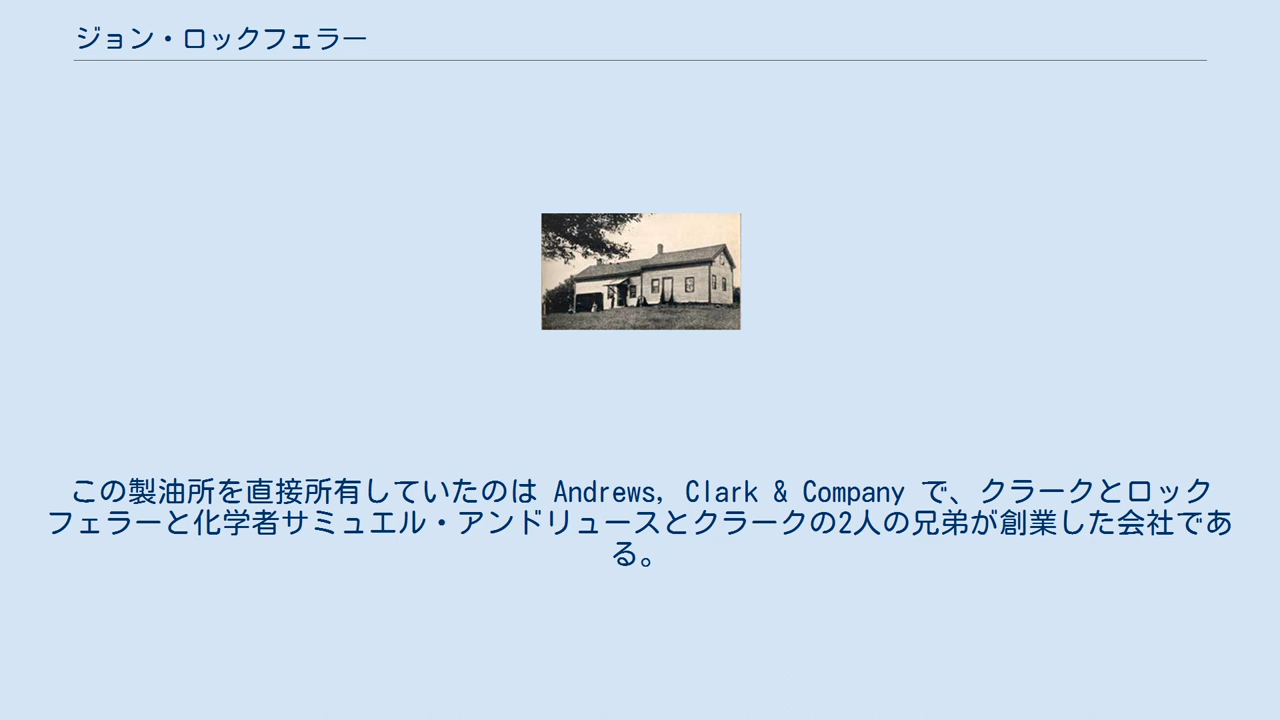 ジョン・ロックフェラー
この製油所を直接所有していたのは Andrews, Clark & Company で、クラークとロック
フェラーと化学者サミュエル・アンドリュースとクラークの2人の兄弟が創業した会社であ
る。